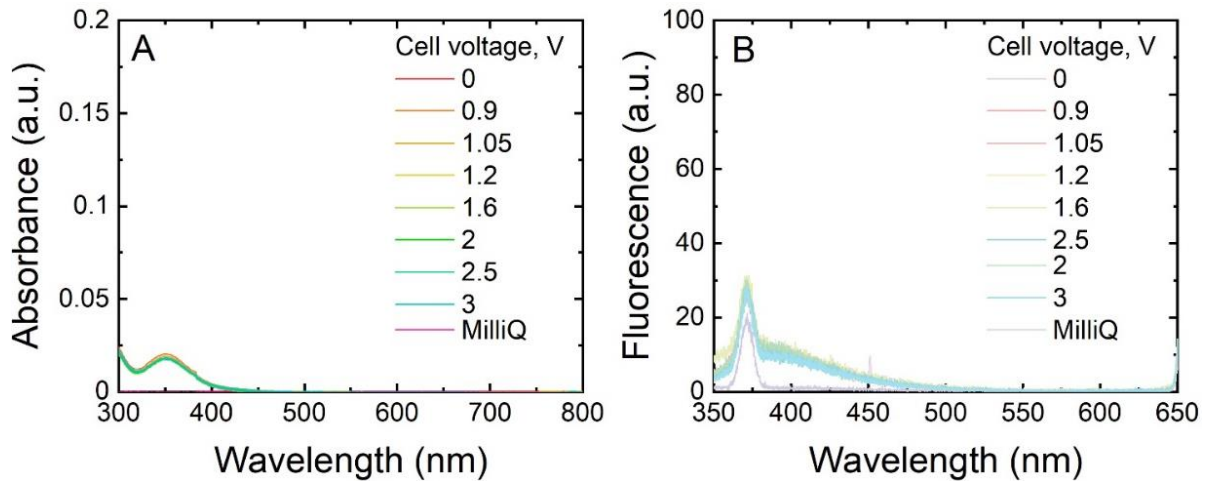 A
Cell voltage, V
0
0.9
1.05
1.2
1.6
2
2.5
3
MilliQ
0.2
0.15
0.1
0.05
0
Absorbance (a.u.)
300 400 500 600 700 800
Wavelength (nm)
B
Cell voltage, V
0
0.9
1.05
1.2
1.6
2.5
2
3
MilliQ
100
80
60
40
20
0
Fluorescence (a.u.)
350 400 450 500 550 600 650
Wavelength (nm)